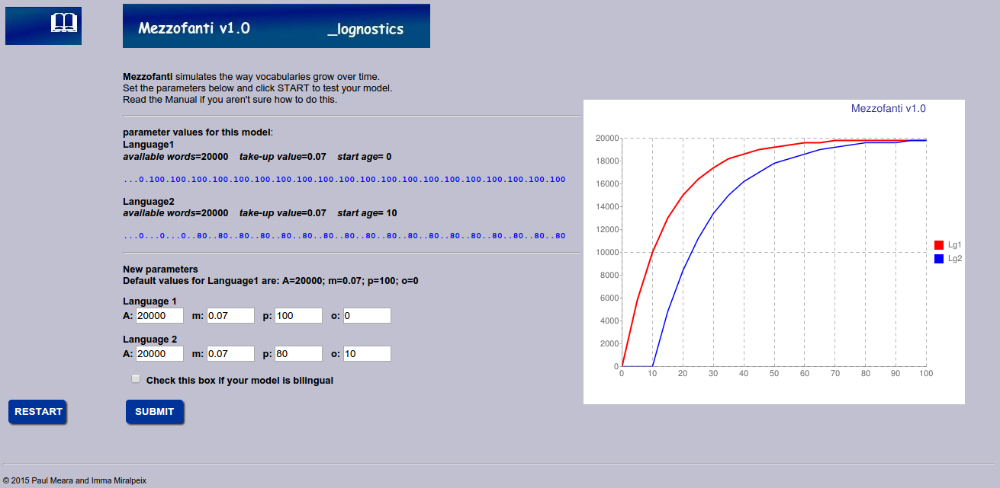 Mezzofanti v1.0 _lognostics
Mezzofanti simulates the way vocabularies grow over time.
Set the parameters below and click START to test your model.
Read the Manual if you aren't sure how to do this.
parameter values for this model:
Language1
available words=20000 take-up value=0.07 start age= 0
...0.100.100.100.100.100.100.100.100.100.100.100.100.100.100.100.100.100.100.100.100
Language2
available words=20000 take-up value=0.07 start age= 10
...0...0...0..80..80..80..80..80..80..80..80..80..80..80..80..80..80..80..80..80..80
New parameters
Default values for Language1 are: A=20000; m=0.07; p=100; o=0
Language 1
A: 20000 m: 0.07 p: 100 o: 0
Language 2
A: 20000 m: 0.07 p: 80 o: 10
Check this box if your model is bilingual
RESTART SUBMIT
Mezzofanti v1.0
20000
18000
16000
14000
12000
10000
8000
6000
4000
2000
0
0 10 20 30 40 50 60 70 80 90 100
Lg1
Lg2
© 2015 Paul Meara and Imma Miralpeix